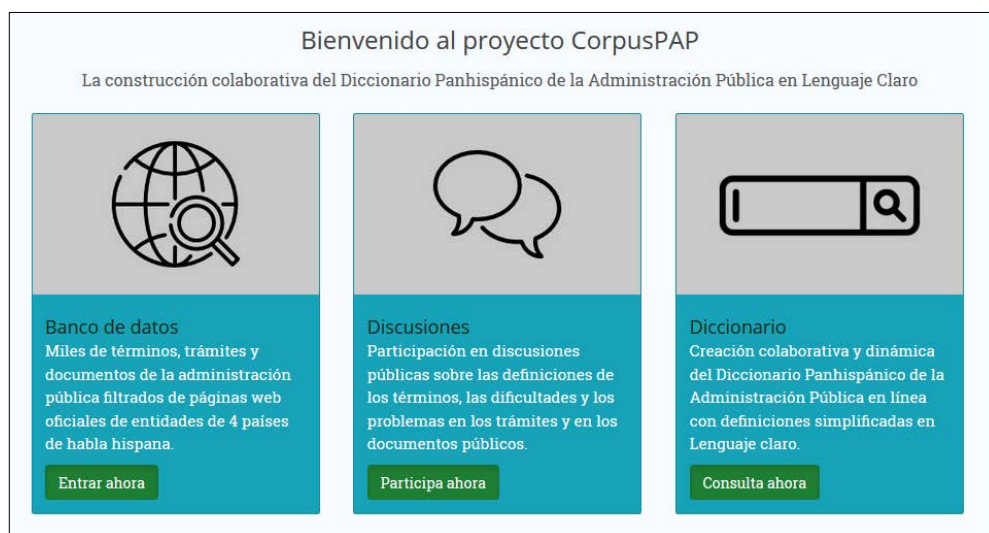 Bienvenido al proyecto CorpusPAP
La construcción colaborativa del Diccionario Panhispánico de la Administración Pública en Lenguaje Claro
Banco de datos
Miles de términos, trámites y
documentos de la administración
pública filtrados de páginas web
oficiales de entidades de 4 países
de habla hispana.
Entrar ahora
Discusiones
Participación en discusiones
públicas sobre las definiciones de
los términos, las dificultades y los
problemas en los trámites y en los
documentos públicos.
Participa ahora
Diccionario
Creación colaborativa y dinámica
del Diccionario Panhispánico de la
Administración Pública en línea
con definiciones simplificadas en
Lenguaje claro.
Consulta ahora